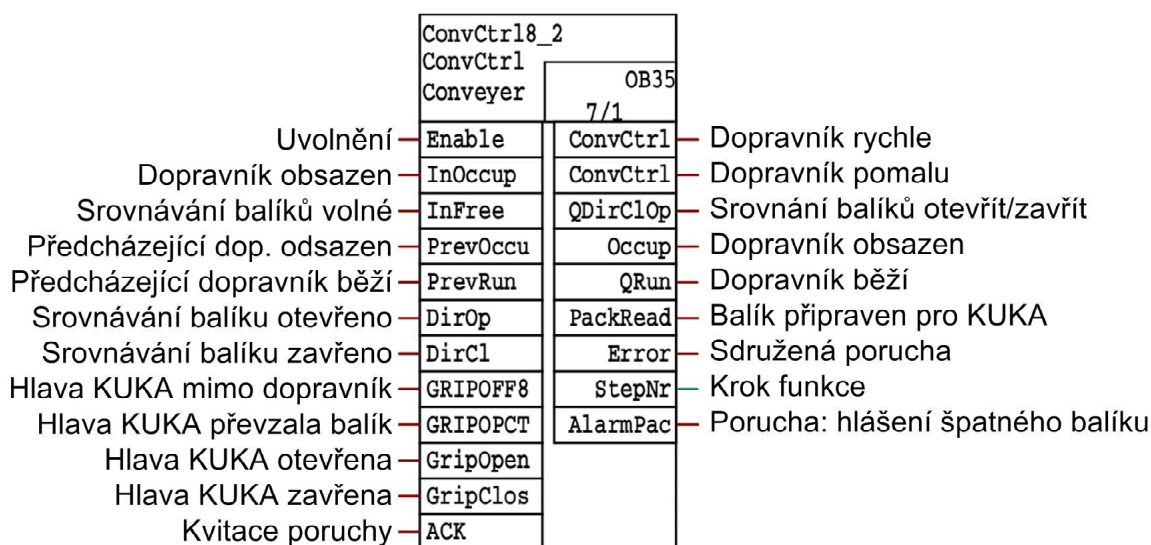 ConvCtrl8_2
ConvCtrl
Conveyer
OB35
7/1
Uvolnění Enable ConvCtrl Dopravník rychle
Dopravník obsazen InOccup ConvCtrl Dopravník pomalu
Srovnávání balíků volné InFree QDirClOp Srovnání balíků otevřít/zavřít
Předcházející dop. odsazen PrevOccu Occup Dopravník obsazen
Předcházející dopravník běží PrevRun QRun Dopravník běží
Srovnávání balíku otevřeno DirOp PackRead Balík připraven pro KUKA
Srovnávání balíku zavřeno DirCl Error Sdružená porucha
Hlava KUKA mimo dopravník GRIPOFF8 StepNr Krok funkce
Hlava KUKA převzala balík GRIPOPCT AlarmPac Porucha: hlášení špatného balíku
Hlava KUKA otevřena GripOpen
Hlava KUKA zavřena GripClos
Kvitace poruchy ACK